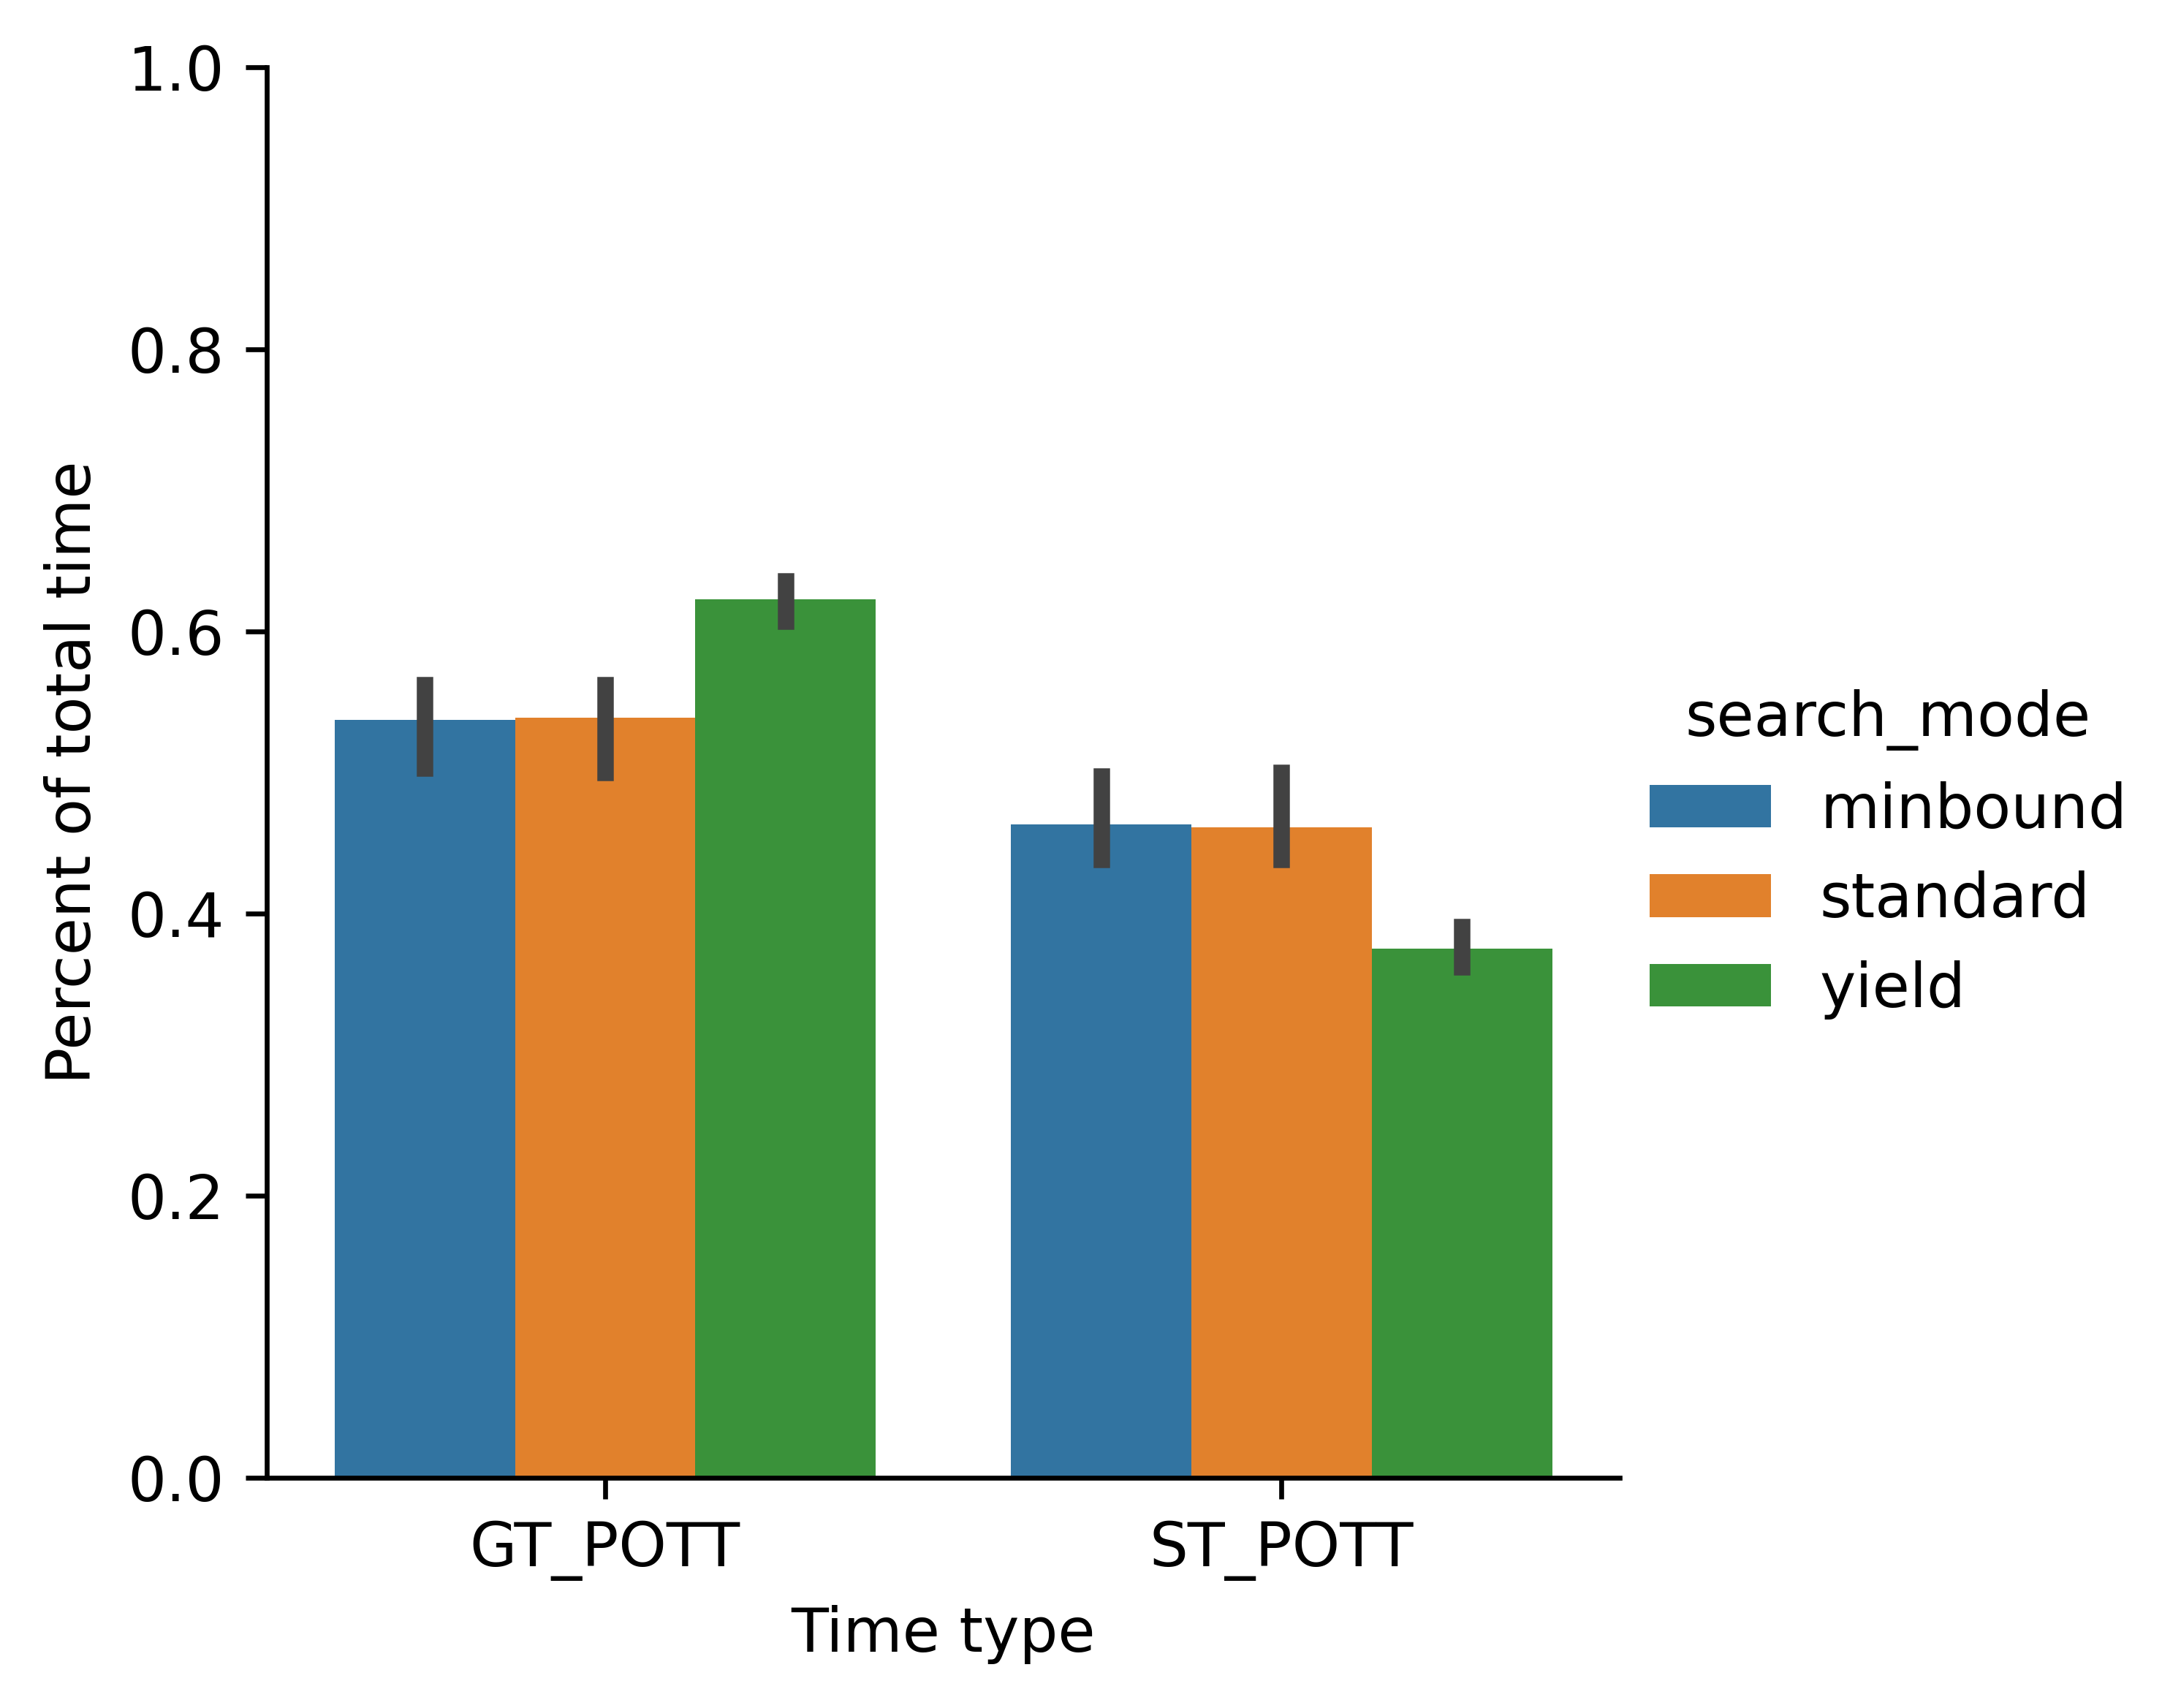 1.0
0.8
0.6
0.4
0.2
0.0
Percent of total time
GT_POTT
ST_POTT
Time type
search_mode
minbound
standard
yield